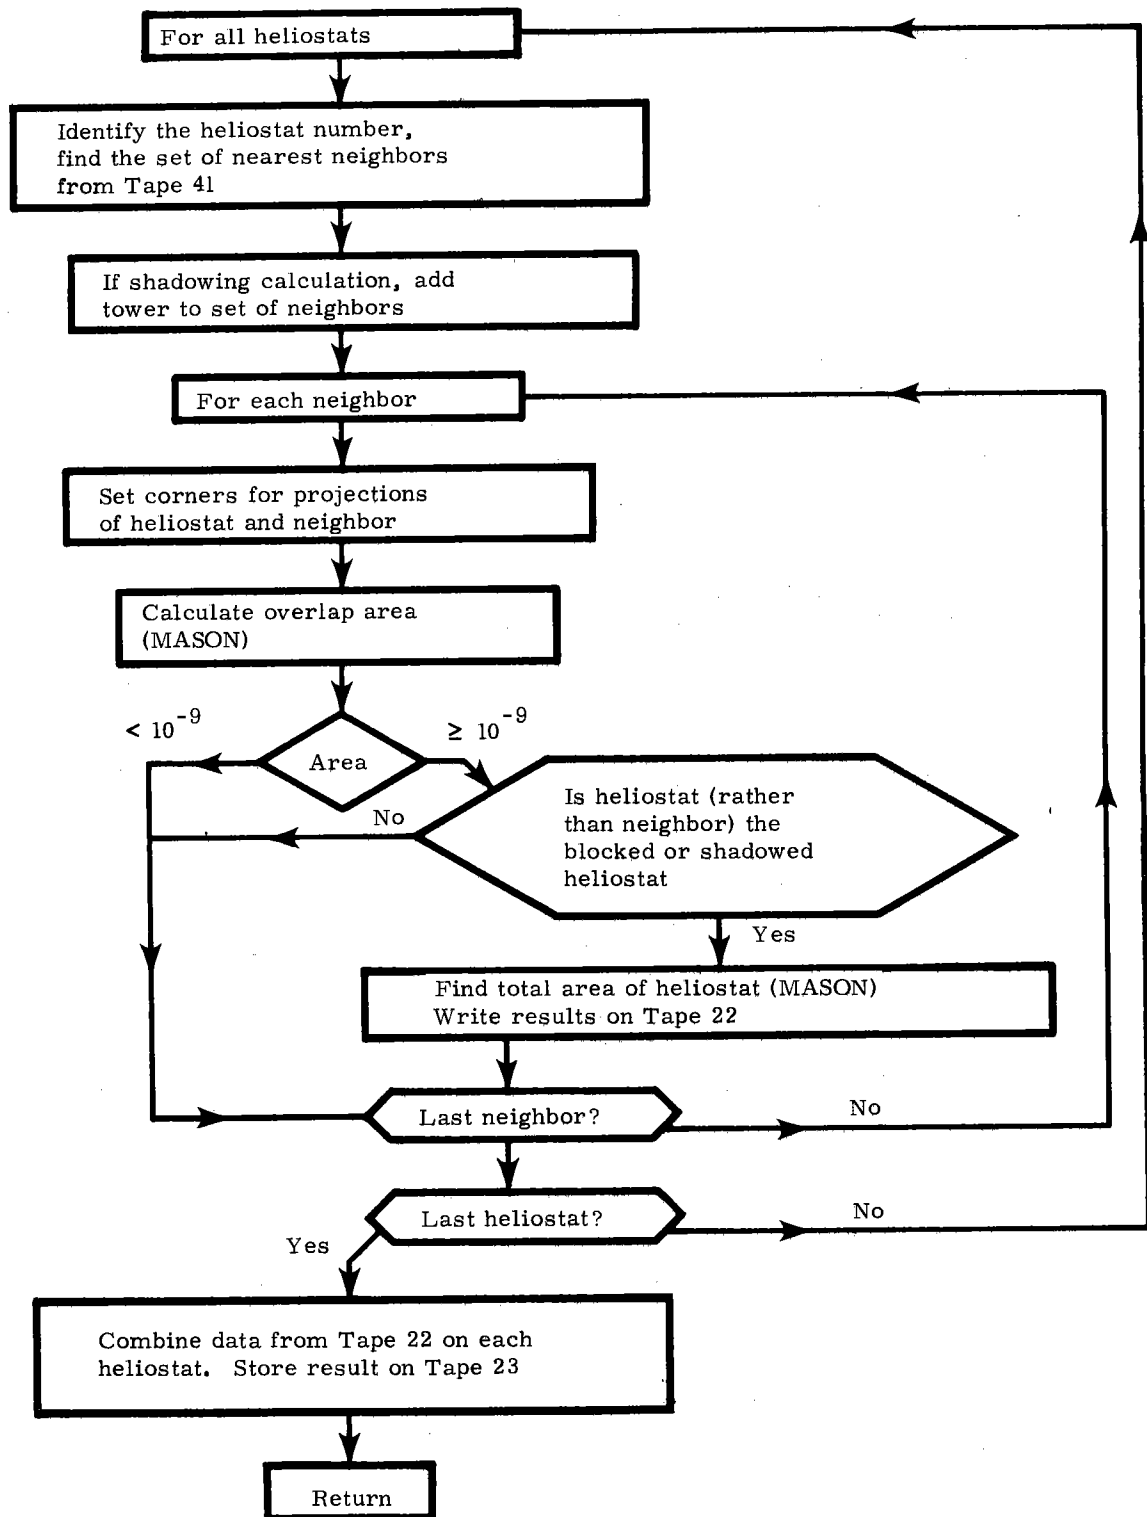 For all heliostats
Identify the heliostat number,
find the set of nearest neighbors
from Tape 41
If shadowing calculation, add
tower to set of neighbors
For each neighbor
Set corners for projections
of heliostat and neighbor
Calculate overlap area
(MASON)
< 10⁻⁹
≥ 10⁻⁹
Area
No
Is heliostat (rather
than neighbor) the
blocked or shadowed
heliostat
Yes
Find total area of heliostat (MASON)
Write results on Tape 22
Last neighbor?
No
Last heliostat?
No
Yes
Combine data from Tape 22 on each
heliostat. Store result on Tape 23
Return